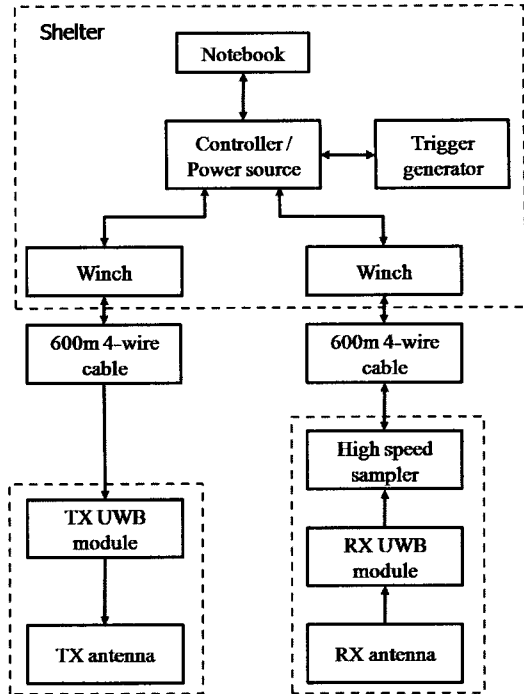 Shelter
Notebook
Controller /
Power source
Trigger
generator
Winch
Winch
600m 4-wire
cable
600m 4-wire
cable
High speed
sampler
TX UWB
module
RX UWB
module
TX antenna
RX antenna